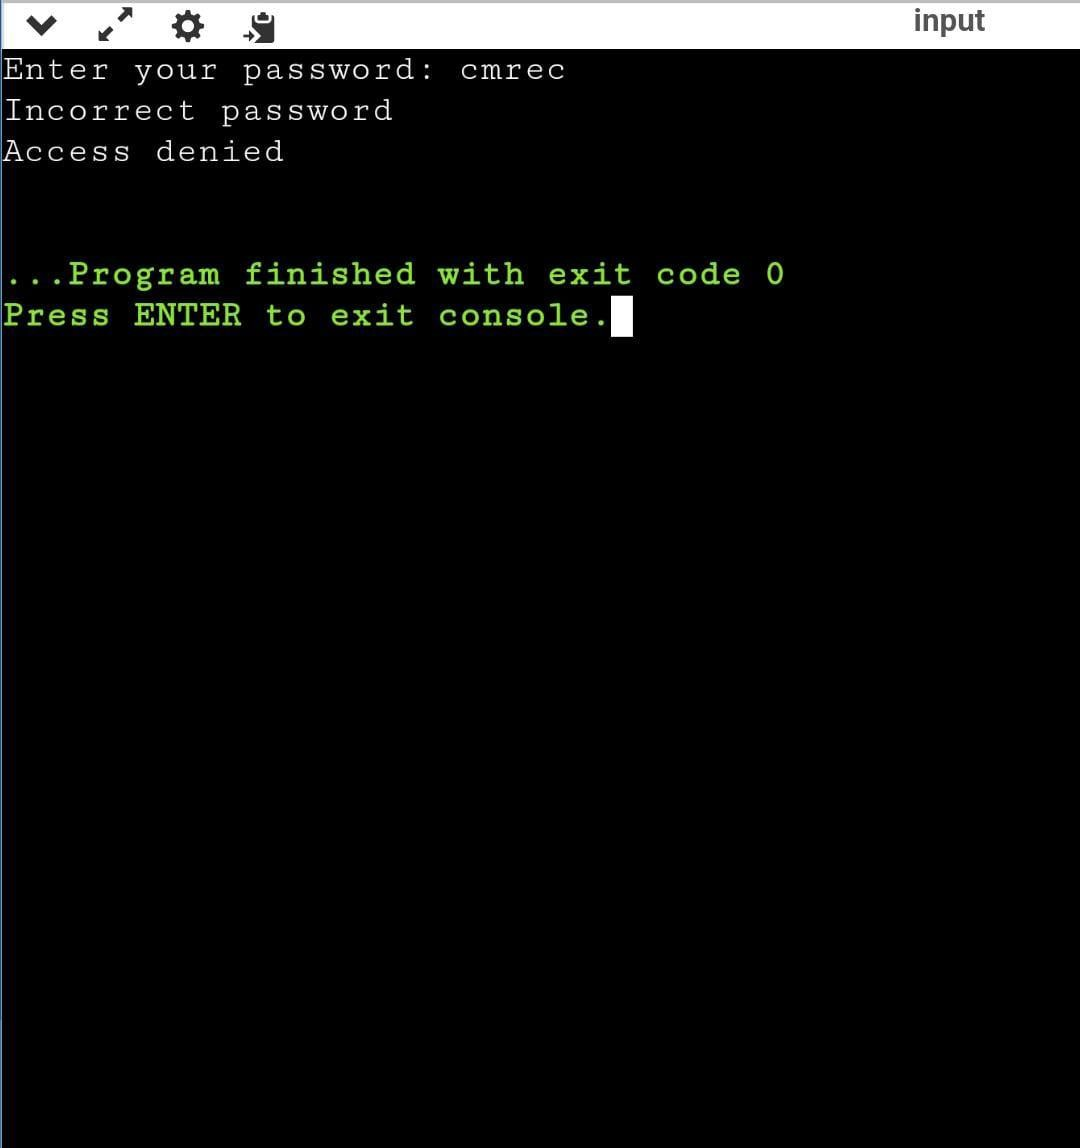 input
Enter your password: cmrec
Incorrect password
Access denied
...Program finished with exit code 0
Press ENTER to exit console.